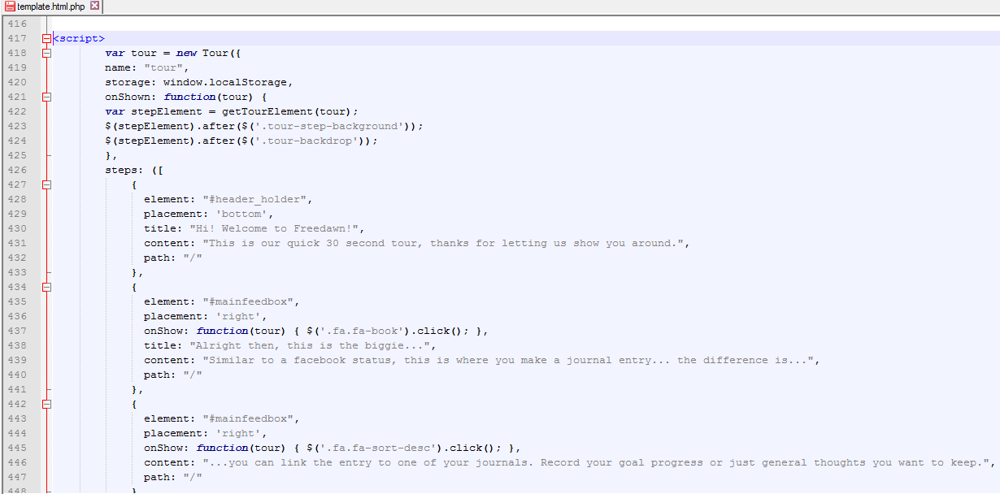 template.html.php
416
417 <script>
418 var tour = new Tour({
419 name: "tour",
420 storage: window.localStorage,
421 onShown: function(tour) {
422 var stepElement = getTourElement(tour);
423 $(stepElement).after($('.tour-step-background'));
424 $(stepElement).after($('.tour-backdrop'));
425 },
426 steps: ([
427 {
428 element: "#header_holder",
429 placement: 'bottom',
430 title: "Hi! Welcome to Freedawn!",
431 content: "This is our quick 30 second tour, thanks for letting us show you around.",
432 path: "/"
433 },
434 {
435 element: "#mainfeedbox",
436 placement: 'right',
437 onShow: function(tour) { $('.fa.fa-book').click(); },
438 title: "Alright then, this is the biggie...",
439 content: "Similar to a facebook status, this is where you make a journal entry... the difference is...",
440 path: "/"
441 },
442 {
443 element: "#mainfeedbox",
444 placement: 'right',
445 onShow: function(tour) { $('.fa.fa-sort-desc').click(); },
446 content: "...you can link the entry to one of your journals. Record your goal progress or just general thoughts you want to keep.",
447 path: "/"
448 }